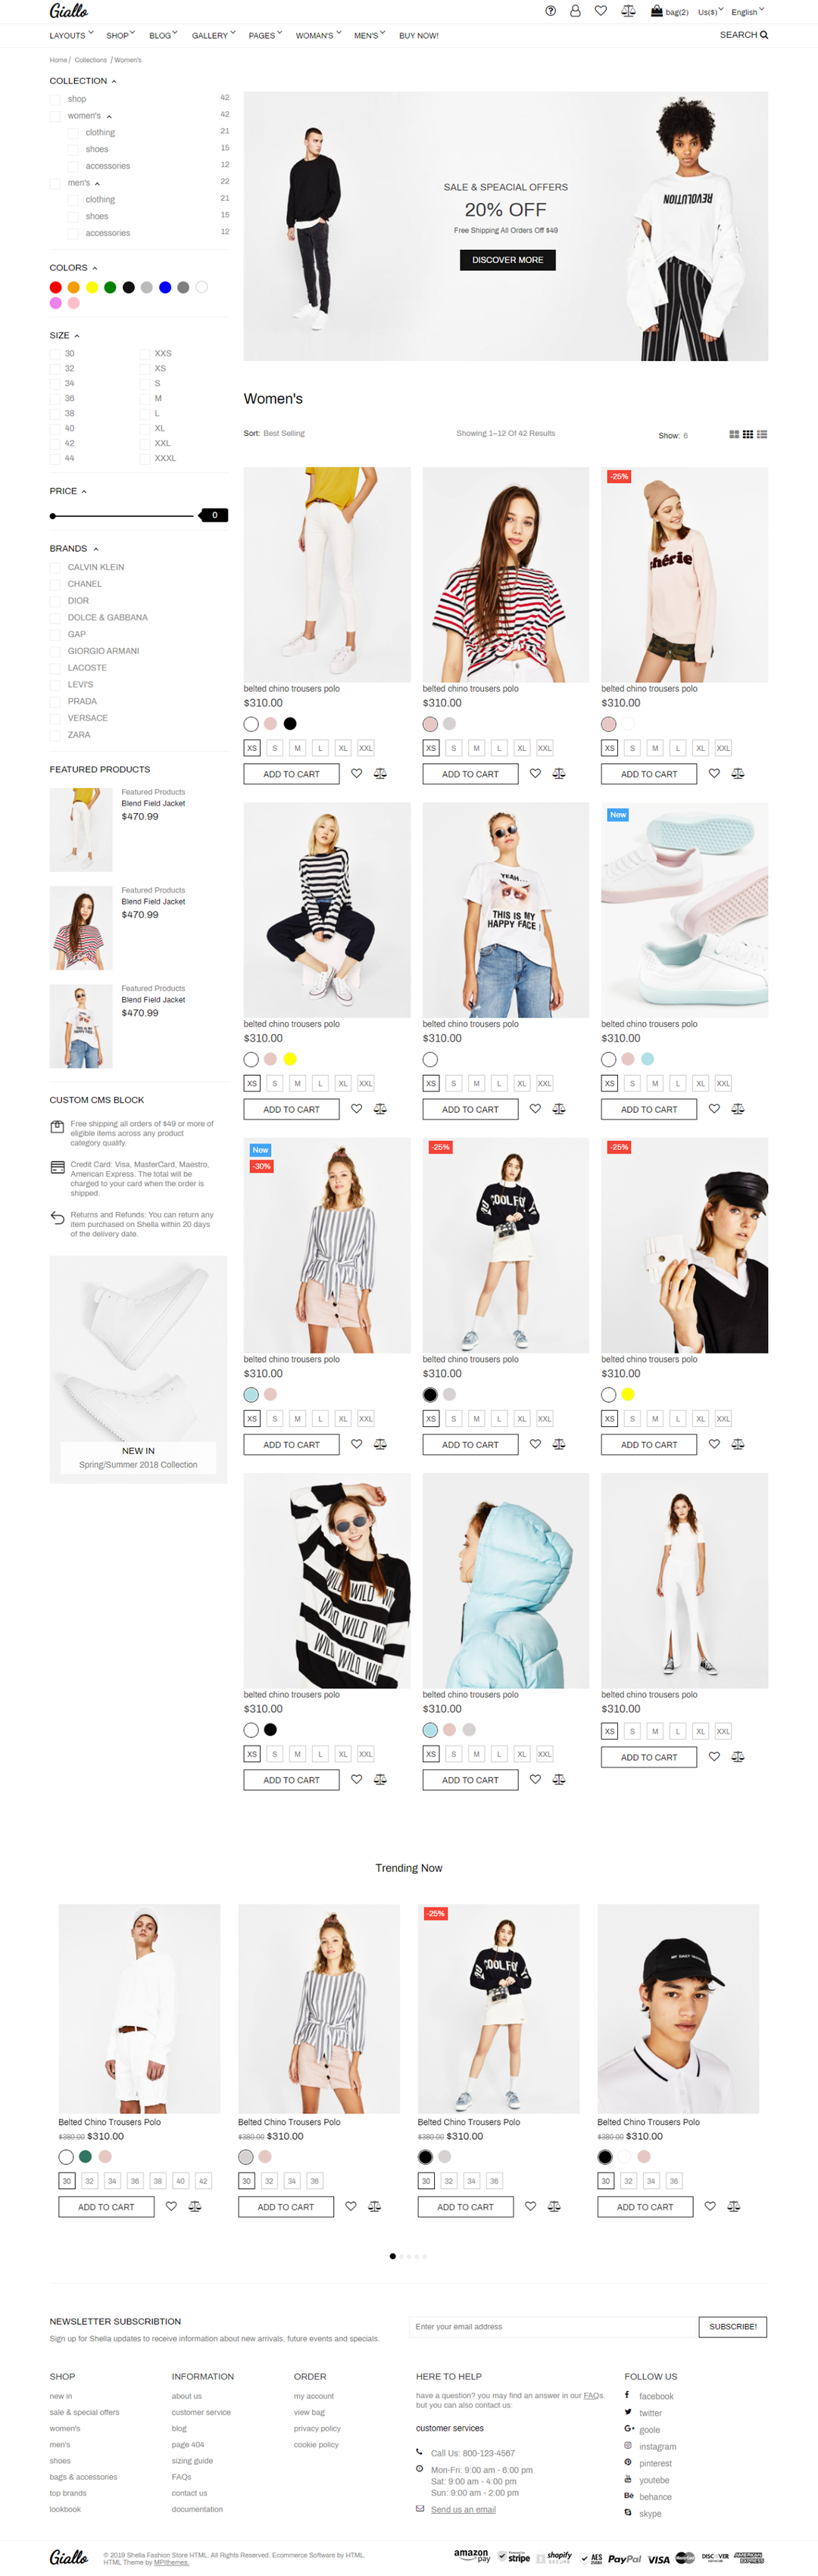 Giallo
bag(2) Us($) English
LAYOUTS SHOP BLOG GALLERY PAGES WOMAN'S MEN'S BUY NOW! SEARCH
Home / Collections / Women's
COLLECTION
shop 42
women's 42
clothing 21
shoes 15
accessories 12
men's 22
clothing 21
shoes 15
accessories 12
COLORS
SIZE
30 XXS
32 XS
34 S
36 M
38 L
40 XL
42 XXL
44 XXXL
PRICE
0
BRANDS
CALVIN KLEIN
CHANEL
DIOR
DOLCE & GABBANA
GAP
GIORGIO ARMANI
LACOSTE
LEVI'S
PRADA
VERSACE
ZARA
FEATURED PRODUCTS
Featured Products
Blend Field Jacket
$470.99
Featured Products
Blend Field Jacket
$470.99
Featured Products
Blend Field Jacket
$470.99
CUSTOM CMS BLOCK
Free shipping all orders of $49 or more of
eligible items across any product
category qualify.
Credit Card: Visa, MasterCard, Maestro,
American Express. The total will be
charged to your card when the order is
shipped.
Returns and Refunds: You can return any
item purchased on Shella within 20 days
of the delivery date.
NEW IN
Spring/Summer 2018 Collection
SALE & SPEACIAL OFFERS
20% OFF
Free Shipping All Orders Off $49
DISCOVER MORE
REVOLUTION
Women's
Sort: Best Selling Showing 1–12 Of 42 Results Show: 6
-25%
chérie
belted chino trousers polo belted chino trousers polo belted chino trousers polo
$310.00 $310.00 $310.00
XS S M L XL XXL XS S M L XL XXL XS S M L XL XXL
ADD TO CART ADD TO CART ADD TO CART
New
YEAH...
THIS IS MY
HAPPY FACE !
belted chino trousers polo belted chino trousers polo belted chino trousers polo
$310.00 $310.00 $310.00
XS S M L XL XXL XS S M L XL XXL XS S M L XL XXL
ADD TO CART ADD TO CART ADD TO CART
New -25% -25%
-30%
belted chino trousers polo belted chino trousers polo belted chino trousers polo
$310.00 $310.00 $310.00
XS S M L XL XXL XS S M L XL XXL XS S M L XL XXL
ADD TO CART ADD TO CART ADD TO CART
WILD WILD
WILD WILD
belted chino trousers polo belted chino trousers polo belted chino trousers polo
$310.00 $310.00 $310.00
XS S M L XL XXL XS S M L XL XXL XS S M L XL XXL
ADD TO CART ADD TO CART ADD TO CART
Trending Now
-25%
Belted Chino Trousers Polo Belted Chino Trousers Polo Belted Chino Trousers Polo Belted Chino Trousers Polo
$380.00 $310.00 $380.00 $310.00 $380.00 $310.00 $380.00 $310.00
30 32 34 36 38 40 42 30 32 34 36 30 32 34 36 30 32 34 36
ADD TO CART ADD TO CART ADD TO CART ADD TO CART
NEWSLETTER SUBSCRIBTION
Sign up for Shella updates to receive information about new arrivals, future events and specials.
Enter your email address SUBSCRIBE!
SHOP
new in
sale & special offers
women's
men's
shoes
bags & accessories
top brands
lookbook
INFORMATION
about us
customer service
blog
page 404
sizing guide
FAQs
contact us
documentation
ORDER
my account
view bag
privacy policy
cookie policy
HERE TO HELP
have a question? you may find an answer in our FAQs.
but you can also contact us:
customer services
Call Us: 800-123-4567
Mon-Fri: 9:00 am - 6:00 pm
Sat: 9:00 am - 4:00 pm
Sun: 9:00 am - 2:00 pm
Send us an email
FOLLOW US
facebook
twitter
goole
instagram
pinterest
youtebe
behance
skype
Giallo
© 2019 Shella Fashion Store HTML. All Rights Reserved. Ecommerce Software by HTML.
HTML Theme by MPIthemes.
amazon pay stripe shopify SECURE AES PayPal VISA DISCOVER AMERICAN EXPRESS